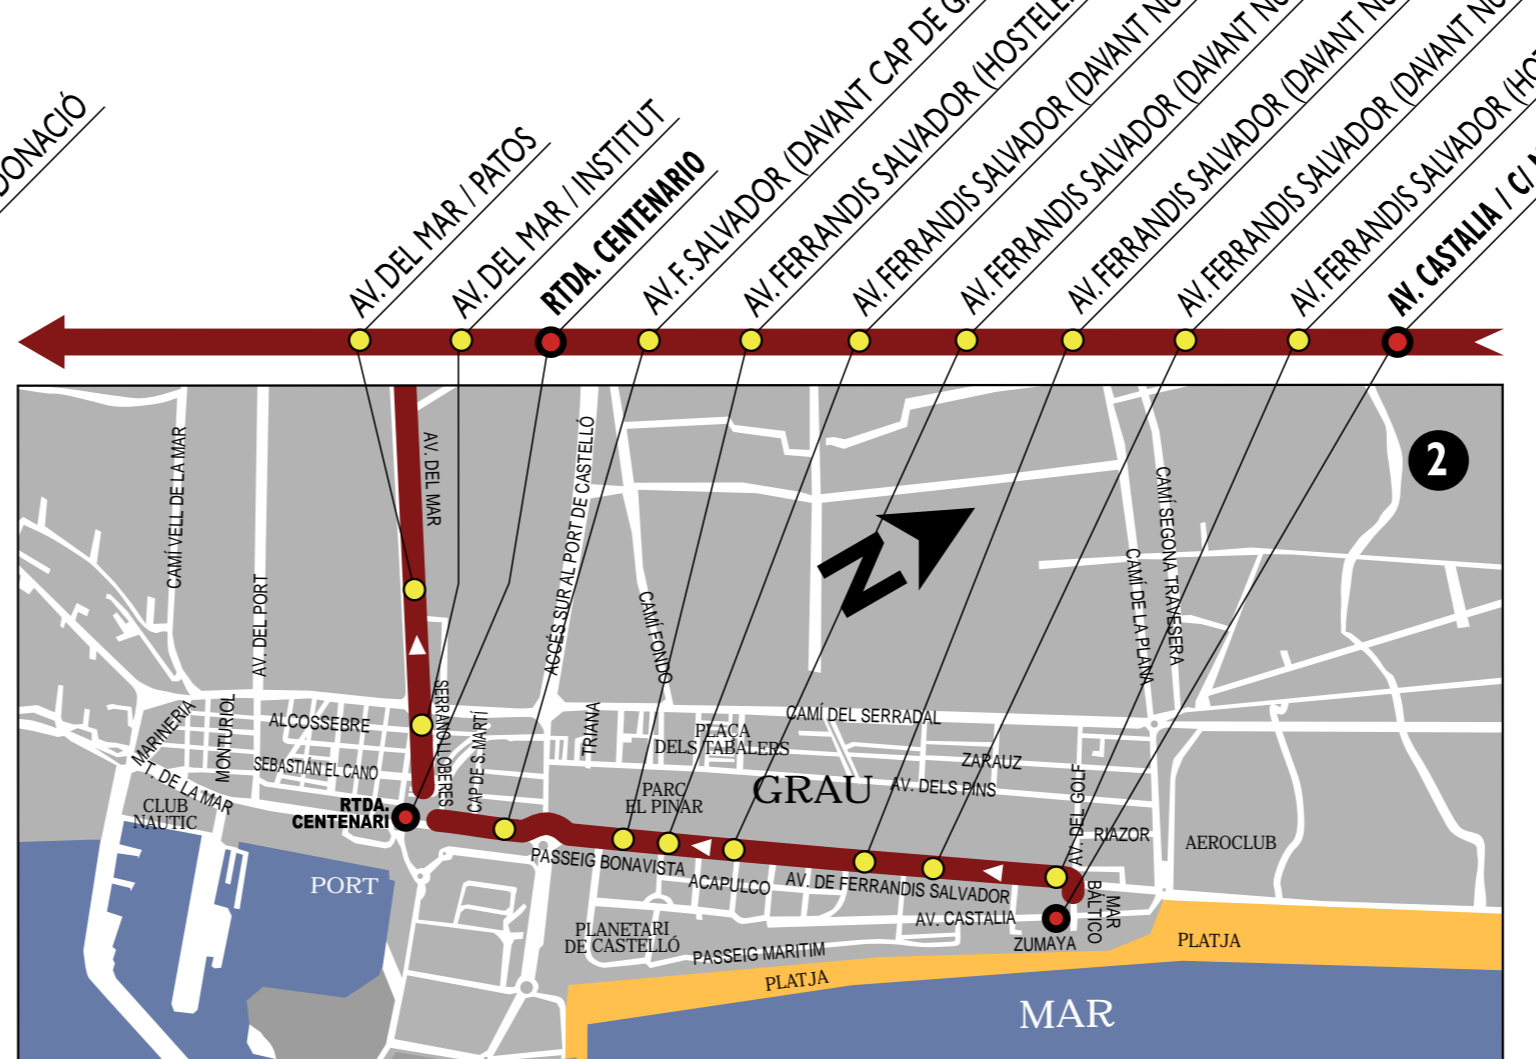 DONACIÓ
AV. DEL MAR / PATOS
AV. DEL MAR / INSTITUT
RTDA. CENTENARIO
AV. F. SALVADOR (DAVANT CAP DE
AV. FERRANDIS SALVADOR
AV. FERRANDIS SALVADOR (DAVANT
AV. FERRANDIS SALVADOR (DAVANT
AV. FERRANDIS SALVADOR (DAVANT
AV. FERRANDIS SALVADOR (DAVANT
AV. FERRANDIS SALVADOR
AV. CASTALIA / C/
2
CAMÍ VELL DE LA MAR
AV. DEL PORT
AV. DEL MAR
ACCÉS SUR AL PORT DE CASTELLÓ
CAMÍ FONDO
N
CAMÍ SEGONA TRAVESERA
CAMÍ DE LA PLANA
MARINERIA
MONTURIOL
ALCOSSEBRE
SEBASTIÁN EL CANO
T. DE LA MAR
SERRANO LLOBERES
CAP DE S. MARTÍ
TRIANA
PLAÇA
DELS TABALERS
CAMÍ DEL SERRADAL
ZARAUZ
AV. DELS PINS
GRAU
PARC
EL PINAR
AV. DEL GOLF
RIAZOR
AEROCLUB
CLUB
NAUTIC
RTDA.
CENTENARI
PORT
PASSEIG BONAVISTA
ACAPULCO
AV. DE FERRANDIS SALVADOR
AV. CASTALIA
ZUMAYA
MAR
BÁLTICO
PLANETARI
DE CASTELLÓ
PASSEIG MARITIM
PLATJA
PLATJA
MAR